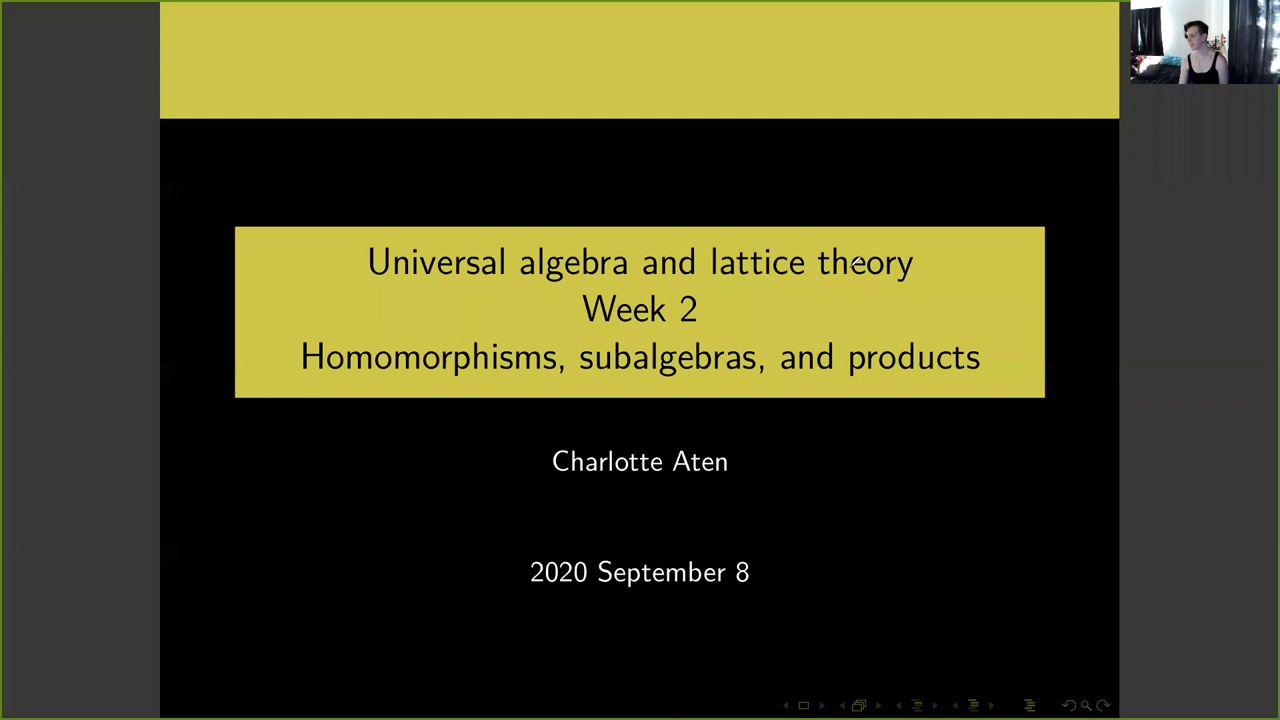 Universal algebra and lattice theory
Week 2
Homomorphisms, subalgebras, and products
Charlotte Aten
2020 September 8